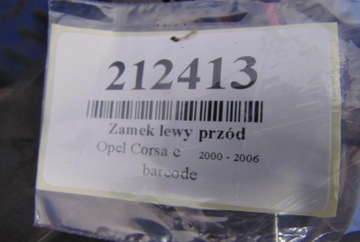 212413
Zamek lewy przód
Opel Corsa c 2000 - 2006
barcode